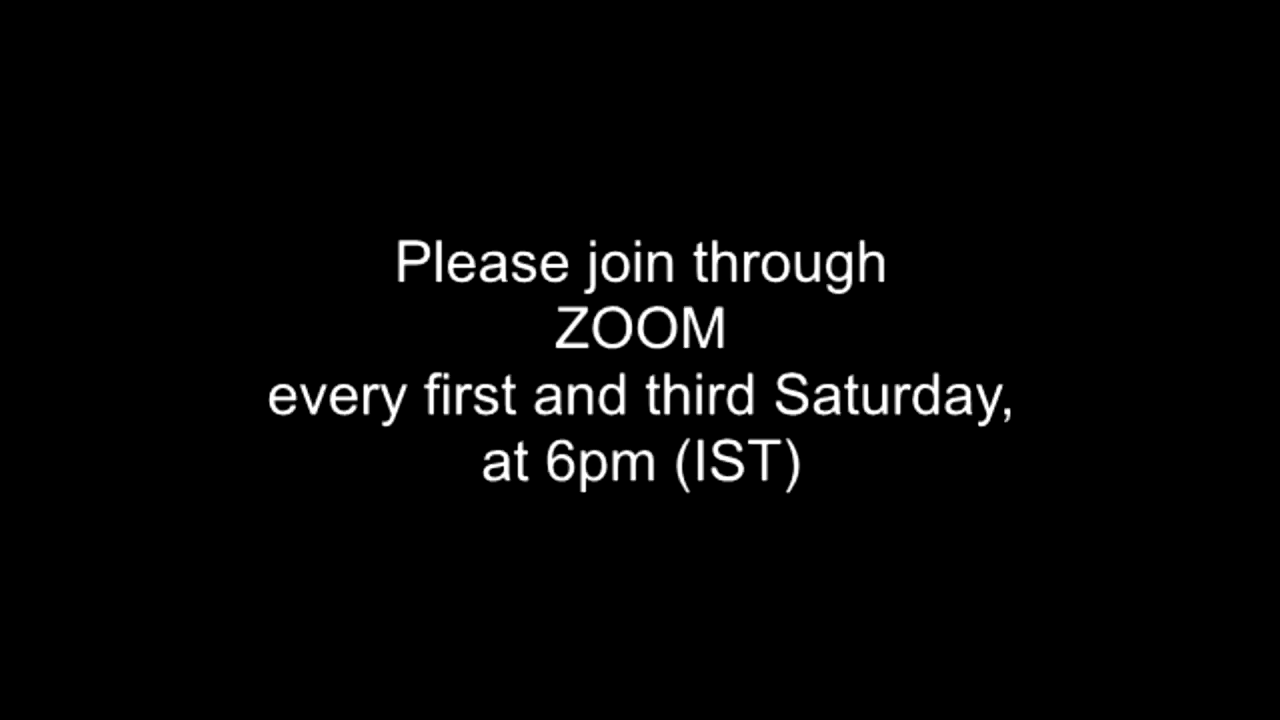 Please join through
ZOOM
every first and third Saturday,
at 6pm (IST)